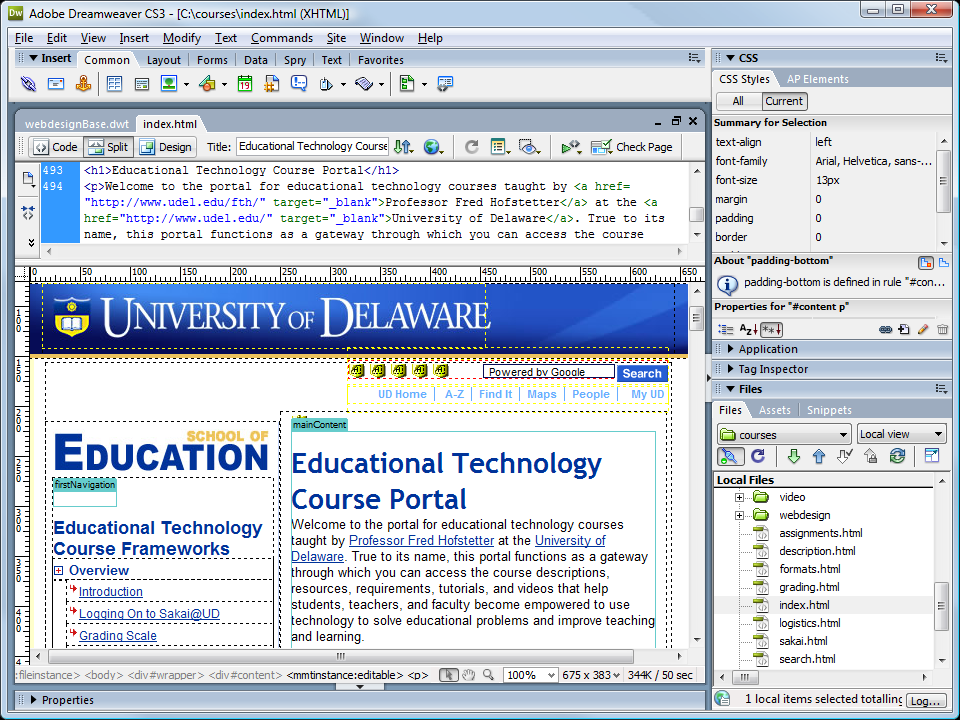 Dw Adobe Dreamweaver CS3 - [C:\courses\index.html (XHTML)]
File Edit View Insert Modify Text Commands Site Window Help
Insert Common Layout Forms Data Spry Text Favorites
19
webdesignBase.dwt index.html
Code Split Design Title: Educational Technology Course Check Page
493 <h1>Educational Technology Course Portal</h1>
494 <p>Welcome to the portal for educational technology courses taught by <a href=
"http://www.udel.edu/fth/" target="_blank">Professor Fred Hofstetter</a> at the <a
href="http://www.udel.edu/" target="_blank">University of Delaware</a>. True to its
name, this portal functions as a gateway through which you can access the course
0 50 100 150 200 250 300 350 400 450 500 550 600 650
100
150
200
250
300
350
400
UNIVERSITY OF DELAWARE
Powered by Google Search
UD Home | A-Z | Find It | Maps | People | My UD
SCHOOL OF
EDUCATION
firstNavigation
Educational Technology
Course Frameworks
Overview
Introduction
Logging On to Sakai@UD
Grading Scale
mainContent
Educational Technology
Course Portal
Welcome to the portal for educational technology courses
taught by Professor Fred Hofstetter at the University of
Delaware. True to its name, this portal functions as a gateway
through which you can access the course descriptions,
resources, requirements, tutorials, and videos that help
students, teachers, and faculty become empowered to use
technology to solve educational problems and improve teaching
and learning.
:fileinstance> <body> <div#wrapper> <div#content> <mmtinstance:editable> <p> 100% 675 x 383 344K / 50 sec
Properties
CSS
CSS Styles AP Elements
All Current
Summary for Selection
text-align left
font-family Arial, Helvetica, sans-...
font-size 13px
margin 0
padding 0
border 0
About "padding-bottom"
padding-bottom is defined in rule "#con...
Properties for "#content p"
Application
Tag Inspector
Files
Files Assets Snippets
courses Local view
Local Files
video
webdesign
assignments.html
description.html
formats.html
grading.html
index.html
logistics.html
sakai.html
search.html
1 local items selected totalling Log...